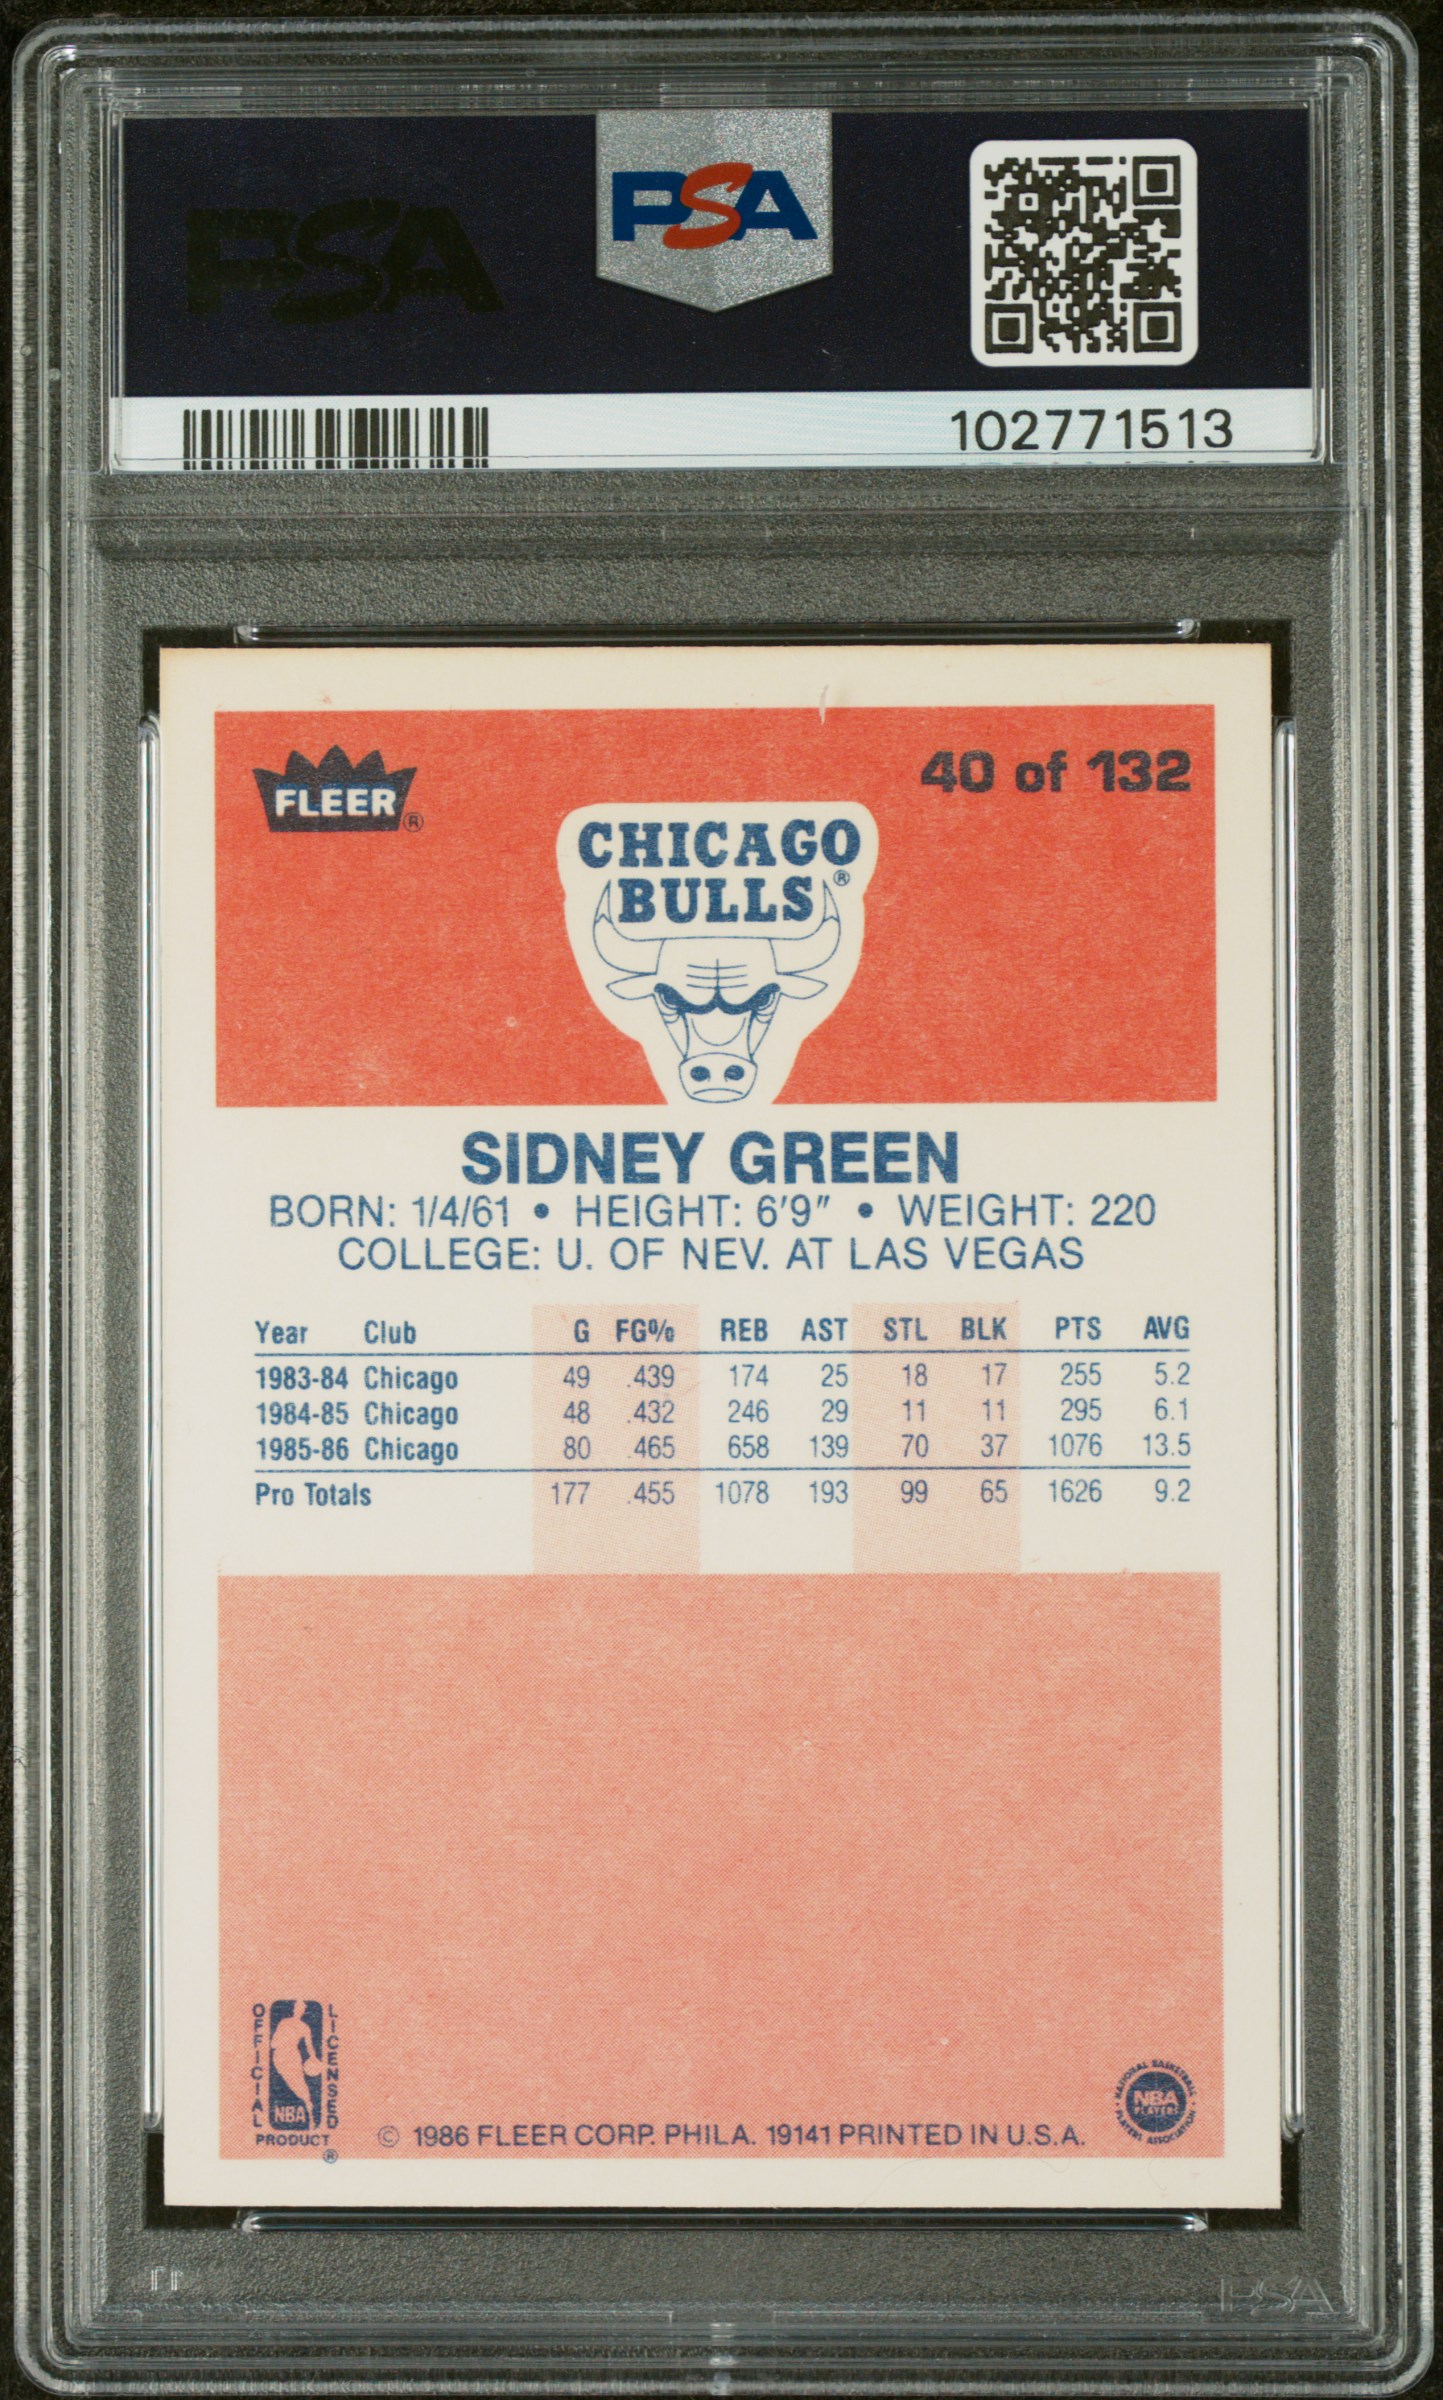 PSA
PSA
102771513
FLEER®
40 of 132
CHICAGO
BULLS®
SIDNEY GREEN
BORN: 1/4/61 • HEIGHT: 6'9" • WEIGHT: 220
COLLEGE: U. OF NEV. AT LAS VEGAS
Year Club G FG% REB AST STL BLK PTS AVG
1983-84 Chicago 49 .439 174 25 18 17 255 5.2
1984-85 Chicago 48 .432 246 29 11 11 295 6.1
1985-86 Chicago 80 .465 658 139 70 37 1076 13.5
Pro Totals 177 .455 1078 193 99 65 1626 9.2
OFFICIAL
NBA
LICENSED
PRODUCT ®
© 1986 FLEER CORP. PHILA. 19141 PRINTED IN U.S.A.
NATIONAL BASKETBALL
NBA
PLAYERS
PLAYERS ASSOCIATION
PSA